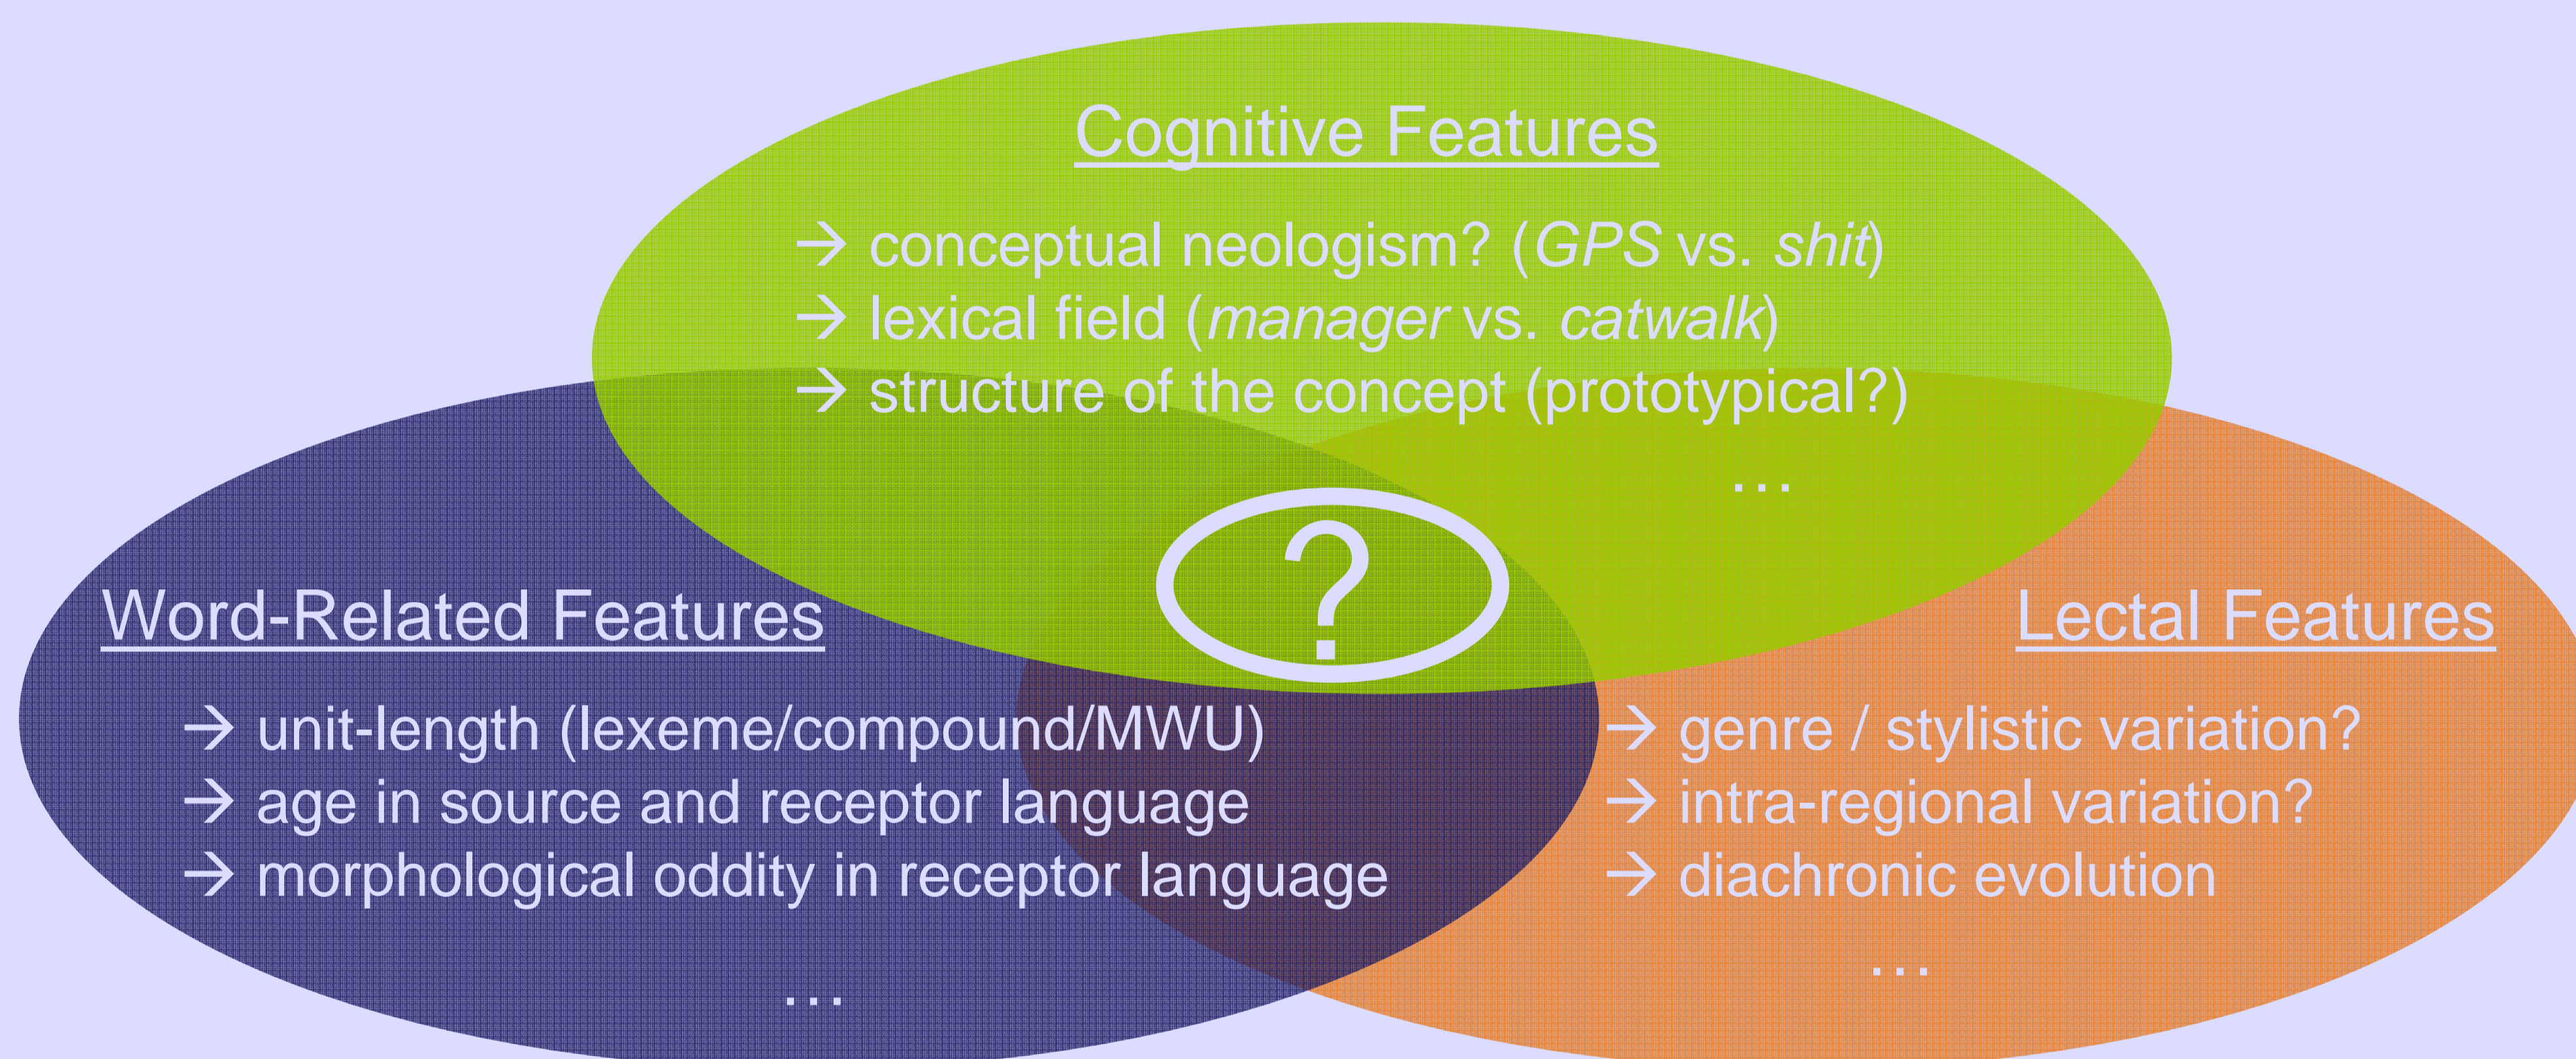 Cognitive Features
→ conceptual neologism? (GPS vs. shit)
→ lexical field (manager vs. catwalk)
→ structure of the concept (prototypical?)
…
?
Word-Related Features
→ unit-length (lexeme/compound/MWU)
→ age in source and receptor language
→ morphological oddity in receptor language
…
Lectal Features
→ genre / stylistic variation?
→ intra-regional variation?
→ diachronic evolution
…